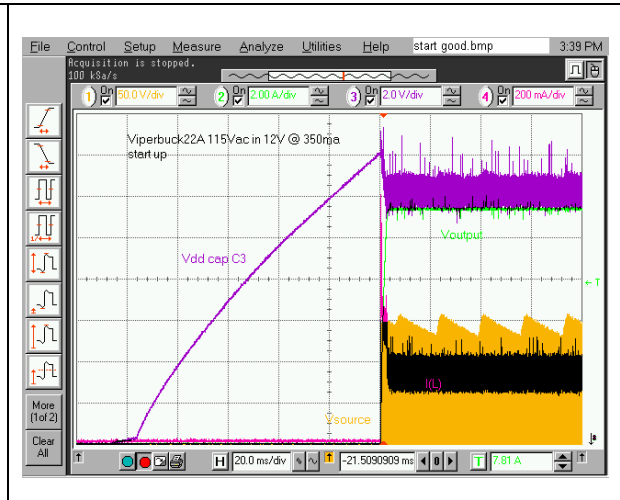 File Control Setup Measure Analyze Utilities Help start good.bmp 3:39 PM
Acquisition is stopped.
100 kSa/s
1 On 50.0 V/div 2 On 2.00 A/div 3 On 2.0 V/div 4 On 200 mA/div
Viperbuck22A 115Vac in 12V @ 350ma
start up
Voutput
Vdd cap C3
T
I(L)
Vsource
More
(1of 2)
Clear
All
H 20.0 ms/div -21.5090909 ms 0 T 7.81 A